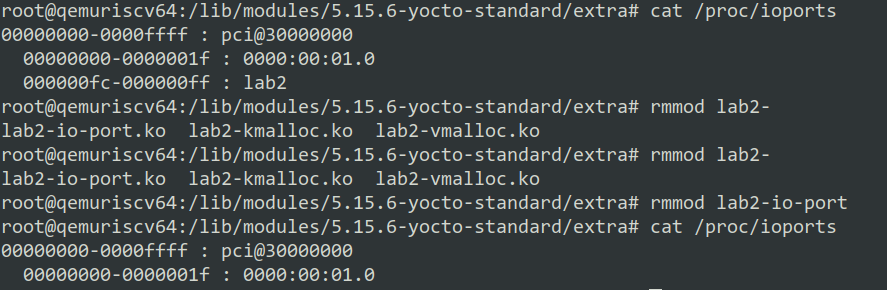 root@qemuriscv64:/lib/modules/5.15.6-yocto-standard/extra# cat /proc/ioports
00000000-0000ffff : pci@30000000
  00000000-0000001f : 0000:00:01.0
  000000fc-000000ff : lab2
root@qemuriscv64:/lib/modules/5.15.6-yocto-standard/extra# rmmod lab2-
lab2-io-port.ko  lab2-kmalloc.ko  lab2-vmalloc.ko
root@qemuriscv64:/lib/modules/5.15.6-yocto-standard/extra# rmmod lab2-
lab2-io-port.ko  lab2-kmalloc.ko  lab2-vmalloc.ko
root@qemuriscv64:/lib/modules/5.15.6-yocto-standard/extra# rmmod lab2-io-port
root@qemuriscv64:/lib/modules/5.15.6-yocto-standard/extra# cat /proc/ioports
00000000-0000ffff : pci@30000000
  00000000-0000001f : 0000:00:01.0